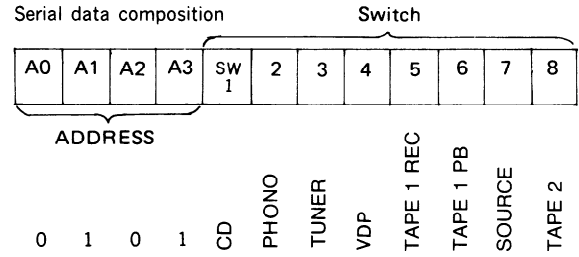 Serial data composition Switch
A0 A1 A2 A3 SW 1 2 3 4 5 6 7 8
ADDRESS
0 1 0 1 CD PHONO TUNER VDP TAPE 1 REC TAPE 1 PB SOURCE TAPE 2